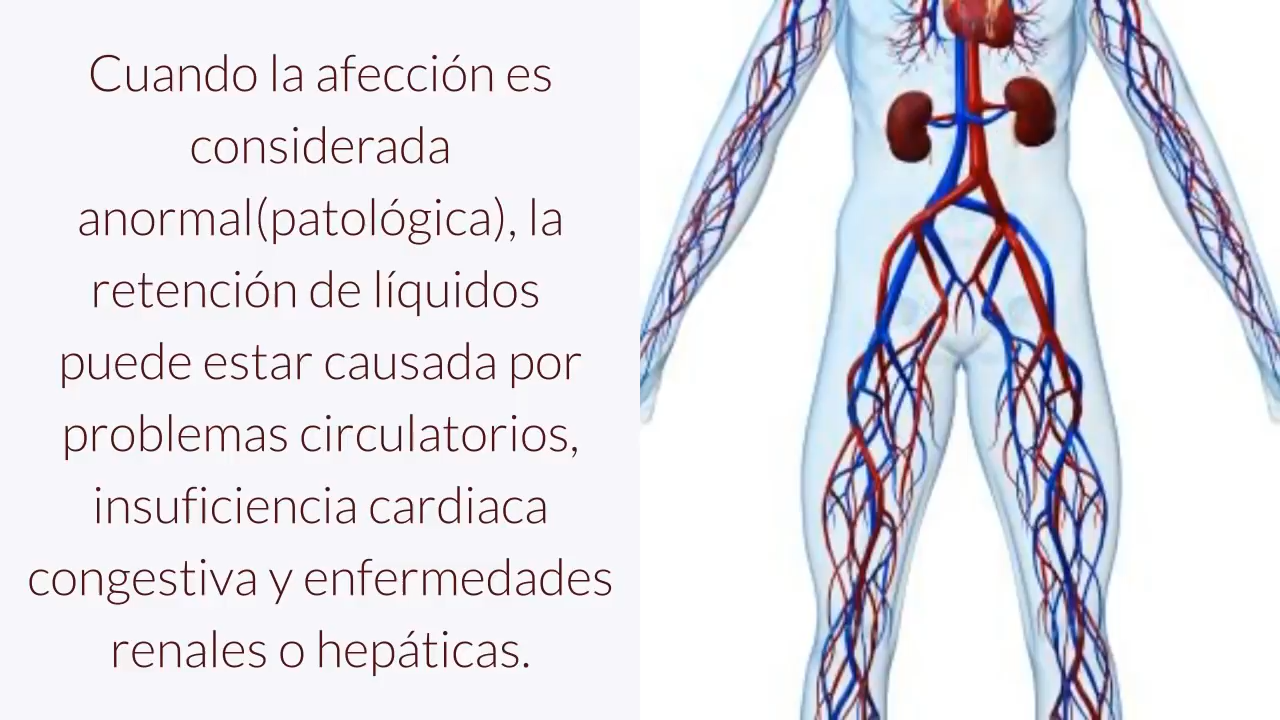 Cuando la afección es
considerada
anormal(patológica), la
retención de líquidos
puede estar causada por
problemas circulatorios,
insuficiencia cardiaca
congestiva y enfermedades
renales o hepáticas.